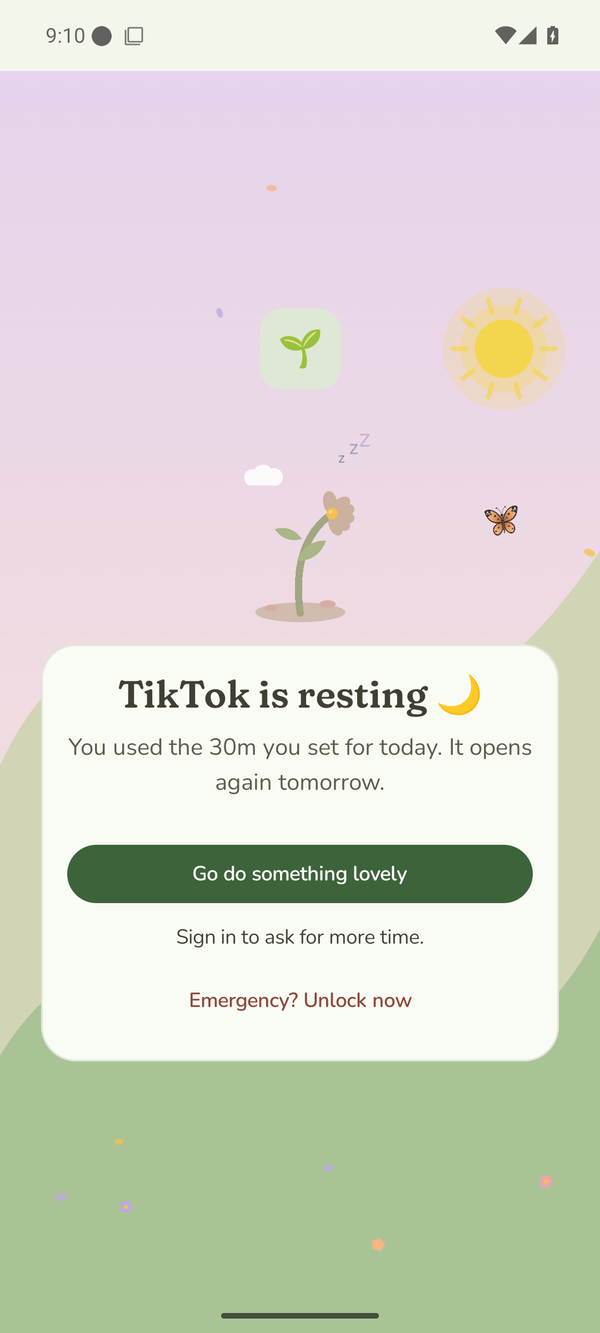 9:10
z z Z
TikTok is resting 🌙
You used the 30m you set for today. It opens
again tomorrow.
Go do something lovely
Sign in to ask for more time.
Emergency? Unlock now